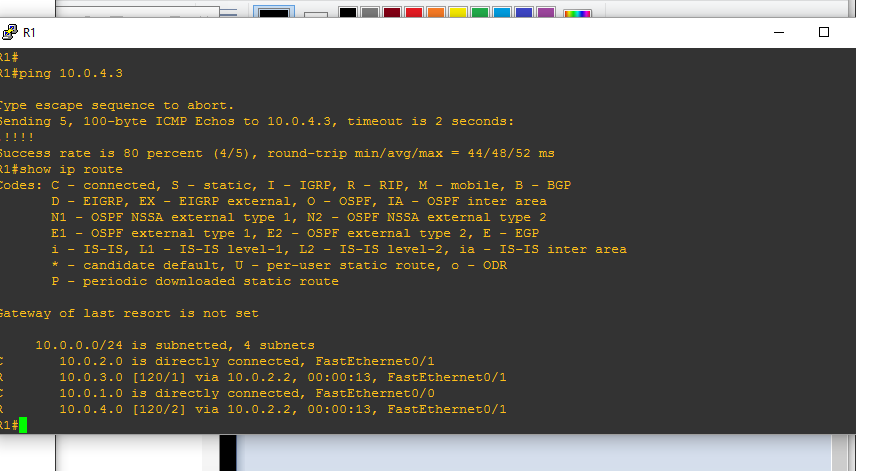 R1
R1#
R1#ping 10.0.4.3
Type escape sequence to abort.
Sending 5, 100-byte ICMP Echos to 10.0.4.3, timeout is 2 seconds:
.!!!!
Success rate is 80 percent (4/5), round-trip min/avg/max = 44/48/52 ms
R1#show ip route
Codes: C - connected, S - static, I - IGRP, R - RIP, M - mobile, B - BGP
D - EIGRP, EX - EIGRP external, O - OSPF, IA - OSPF inter area
N1 - OSPF NSSA external type 1, N2 - OSPF NSSA external type 2
E1 - OSPF external type 1, E2 - OSPF external type 2, E - EGP
i - IS-IS, L1 - IS-IS level-1, L2 - IS-IS level-2, ia - IS-IS inter area
* - candidate default, U - per-user static route, o - ODR
P - periodic downloaded static route
Gateway of last resort is not set
10.0.0.0/24 is subnetted, 4 subnets
C 10.0.2.0 is directly connected, FastEthernet0/1
R 10.0.3.0 [120/1] via 10.0.2.2, 00:00:13, FastEthernet0/1
C 10.0.1.0 is directly connected, FastEthernet0/0
R 10.0.4.0 [120/2] via 10.0.2.2, 00:00:13, FastEthernet0/1
R1#